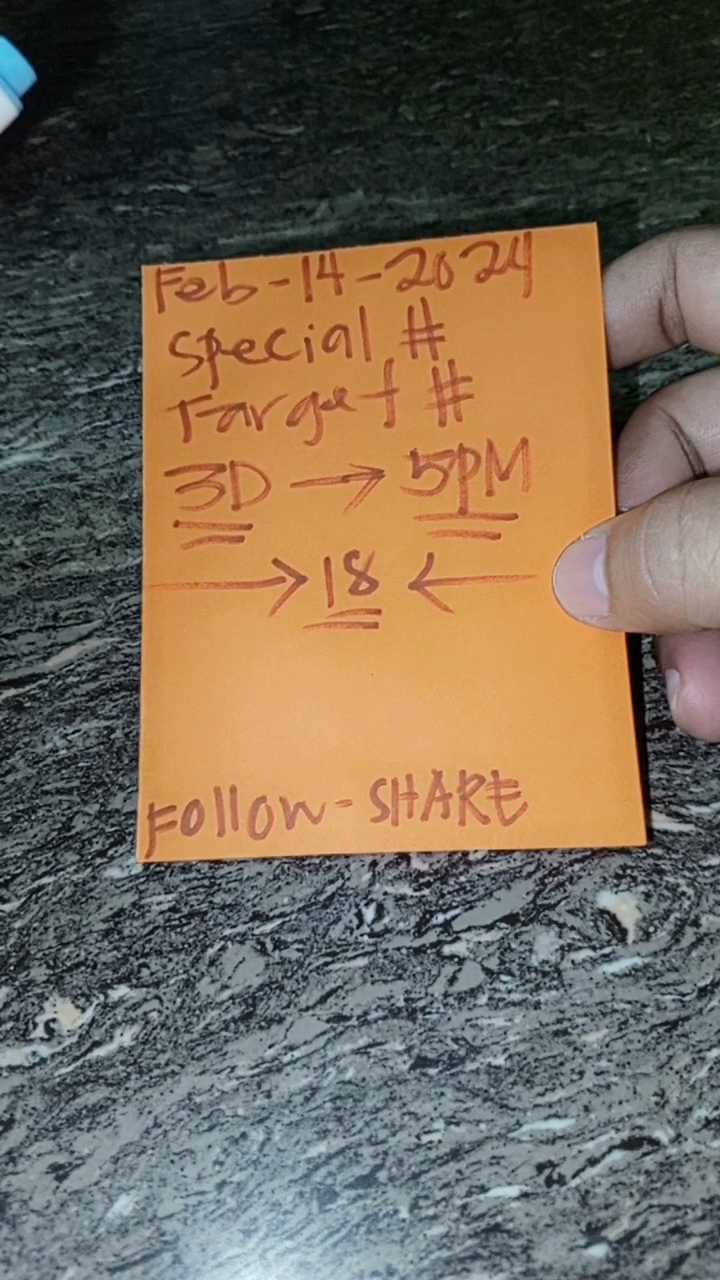 Feb-14-2024
Special #
Target #
3D → 5PM
→ 18 ←
Follow-SHARE